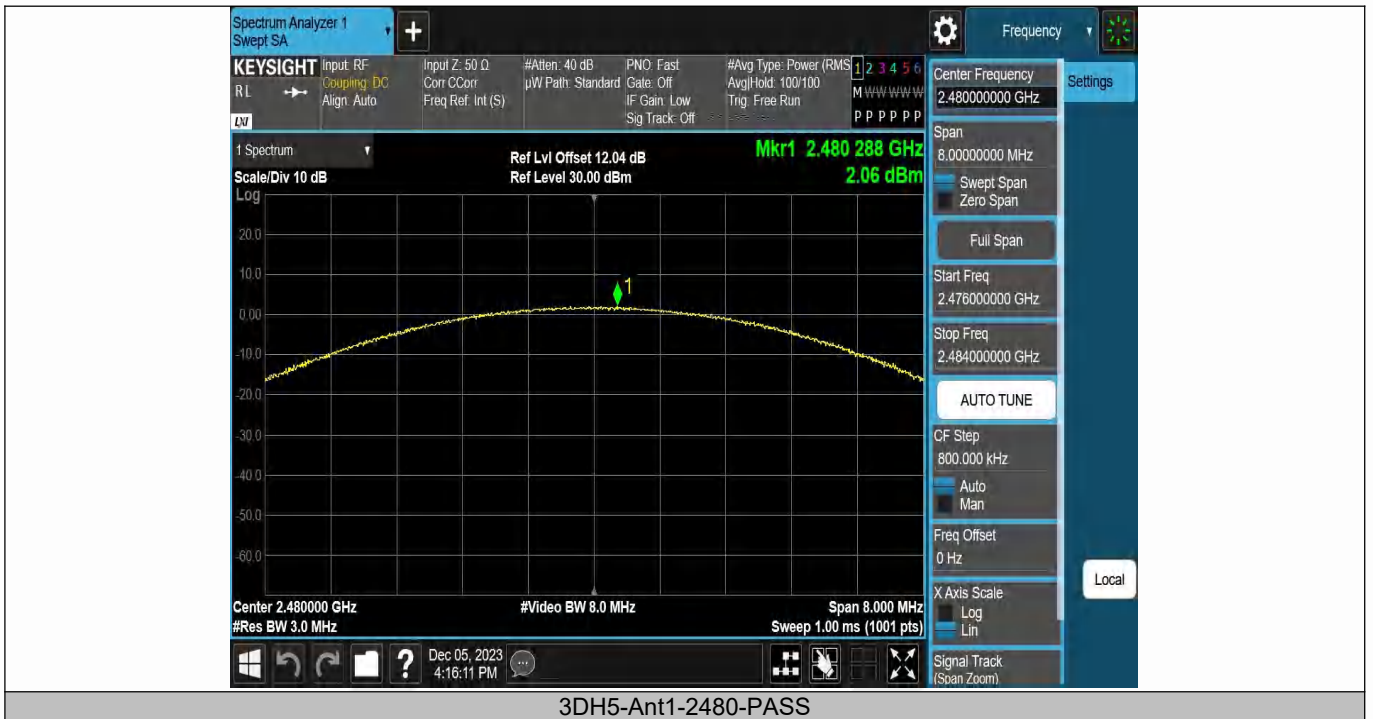 Spectrum Analyzer 1
Swept SA
+
Frequency
KEYSIGHT
RL
LXI
Input: RF
Coupling: DC
Align: Auto
Input Z: 50 Ω
Corr CCorr
Freq Ref: Int (S)
#Atten: 40 dB
µW Path: Standard
PNO: Fast
Gate: Off
IF Gain: Low
Sig Track: Off
#Avg Type: Power (RMS
Avg|Hold: 100/100
Trig: Free Run
1 2 3 4 5 6
M W W W W W
P P P P P P
1 Spectrum
Scale/Div 10 dB
Log
Ref Lvl Offset 12.04 dB
Ref Level 30.00 dBm
Mkr1 2.480 288 GHz
2.06 dBm
20.0
10.0
0.00
-10.0
-20.0
-30.0
-40.0
-50.0
-60.0
1
Center 2.480000 GHz
#Res BW 3.0 MHz
#Video BW 8.0 MHz
Span 8.000 MHz
Sweep 1.00 ms (1001 pts)
Dec 05, 2023
4:16:11 PM
?
Center Frequency
2.480000000 GHz
Settings
Span
8.00000000 MHz
Swept Span
Zero Span
Full Span
Start Freq
2.476000000 GHz
Stop Freq
2.484000000 GHz
AUTO TUNE
CF Step
800.000 kHz
Auto
Man
Freq Offset
0 Hz
X Axis Scale
Log
Lin
Local
Signal Track
(Span Zoom)
3DH5-Ant1-2480-PASS